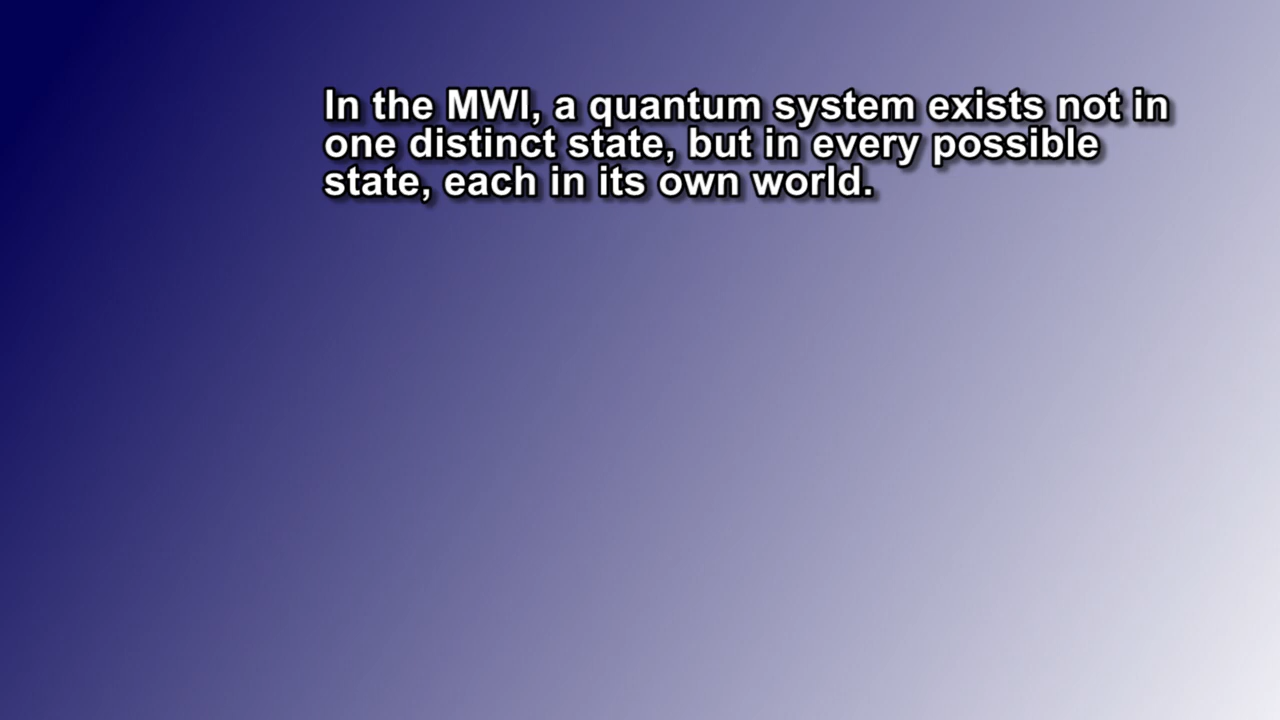 In the MWI, a quantum system exists not in
one distinct state, but in every possible
state, each in its own world.